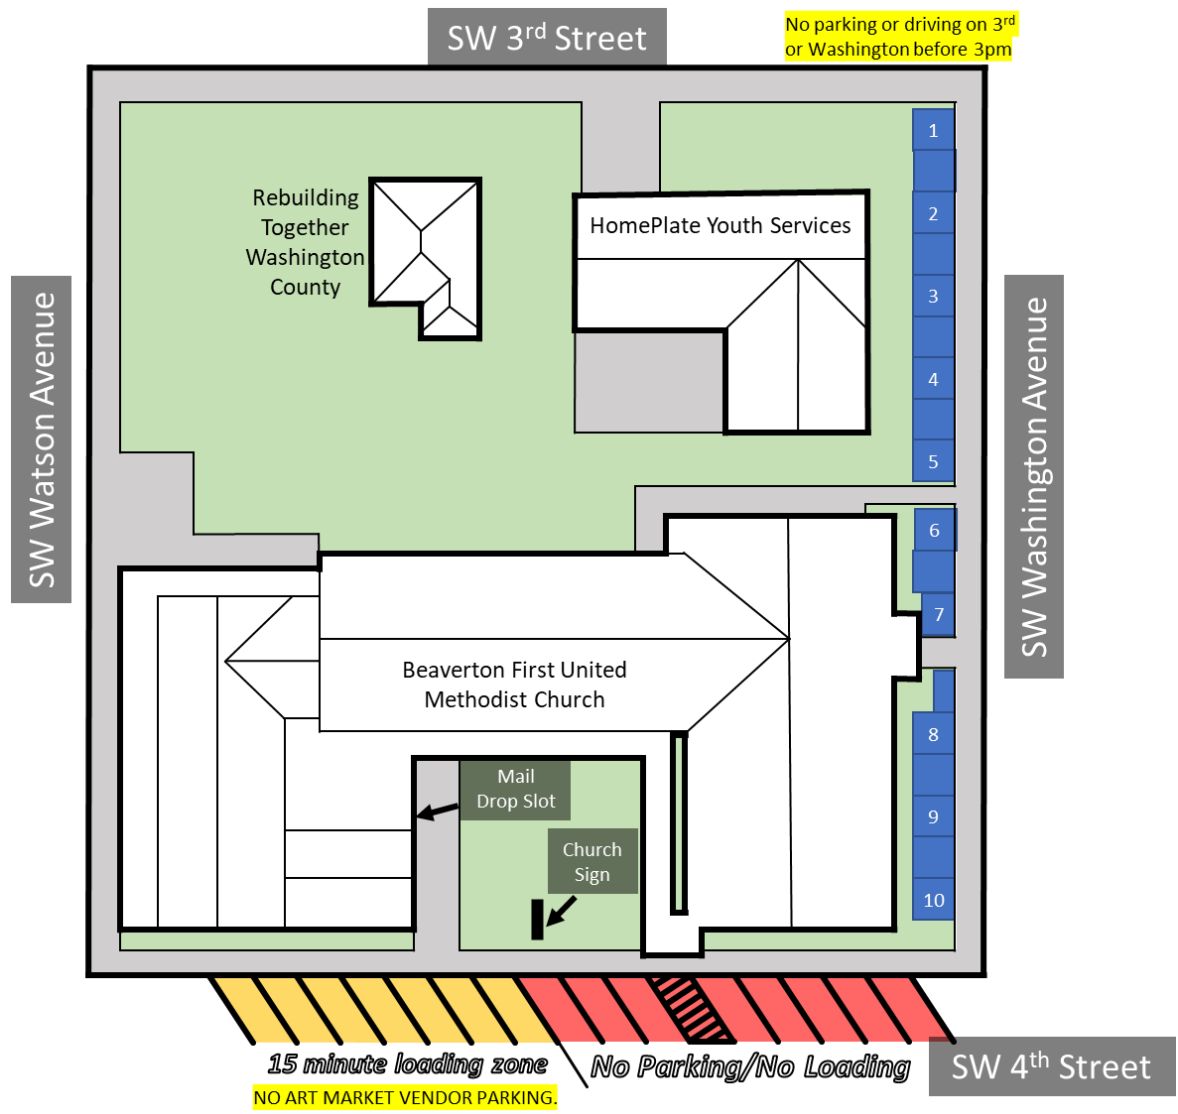 SW 3rd Street
No parking or driving on 3rd
or Washington before 3pm
1
2
3
4
5
6
7
8
9
10
Rebuilding
Together
Washington
County
HomePlate Youth Services
SW Watson Avenue
SW Washington Avenue
Beaverton First United
Methodist Church
Mail
Drop Slot
Church
Sign
15 minute loading zone
NO ART MARKET VENDOR PARKING.
No Parking/No Loading
SW 4th Street